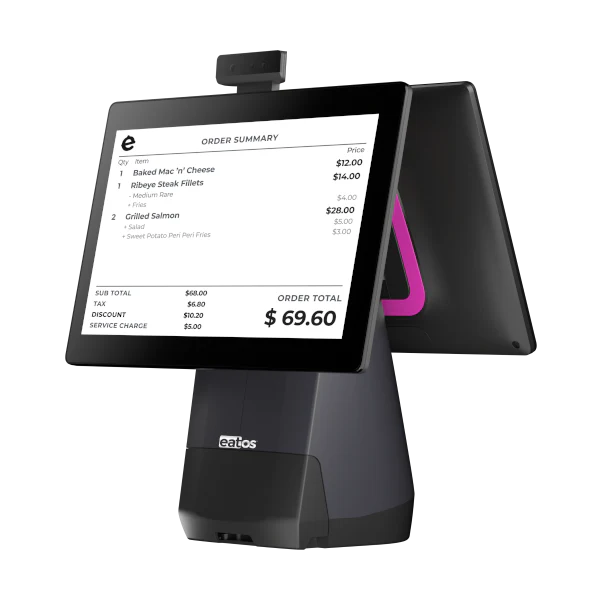 e
ORDER SUMMARY
Qty Item Price
1 Baked Mac 'n' Cheese $12.00
1 Ribeye Steak Fillets $14.00
- Medium Rare
+ Fries $4.00
2 Grilled Salmon $28.00
+ Salad $5.00
+ Sweet Potato Peri Peri Fries $3.00
SUB TOTAL $68.00
TAX $6.80
DISCOUNT $10.20
SERVICE CHARGE $5.00
ORDER TOTAL
$ 69.60
eatos